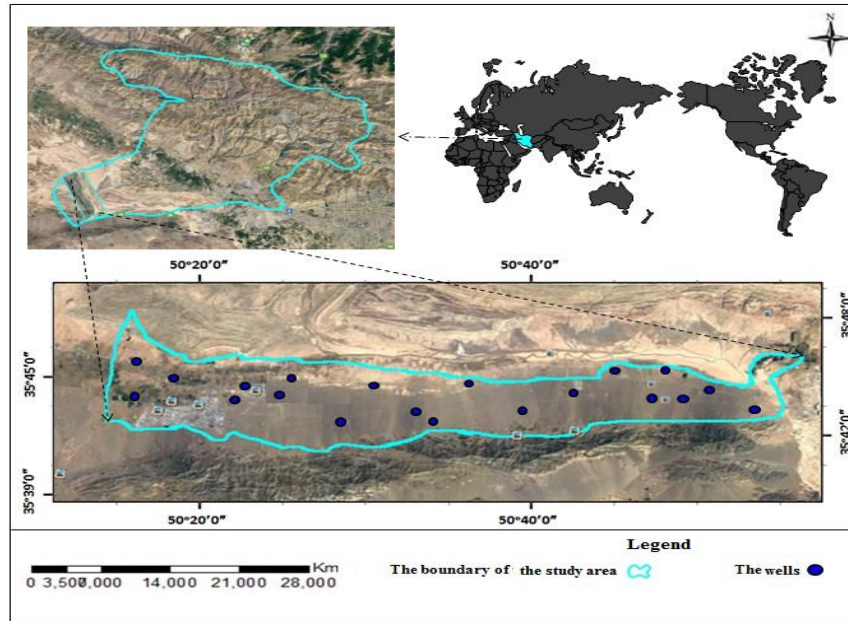 N
50°20'0"
50°40'0"
35°48'0"
35°45'0"
35°42'0"
35°39'0"
50°20'0"
50°40'0"
Legend
Km
0 3,500 7,000 14,000 21,000 28,000
The boundary of the study area
The wells